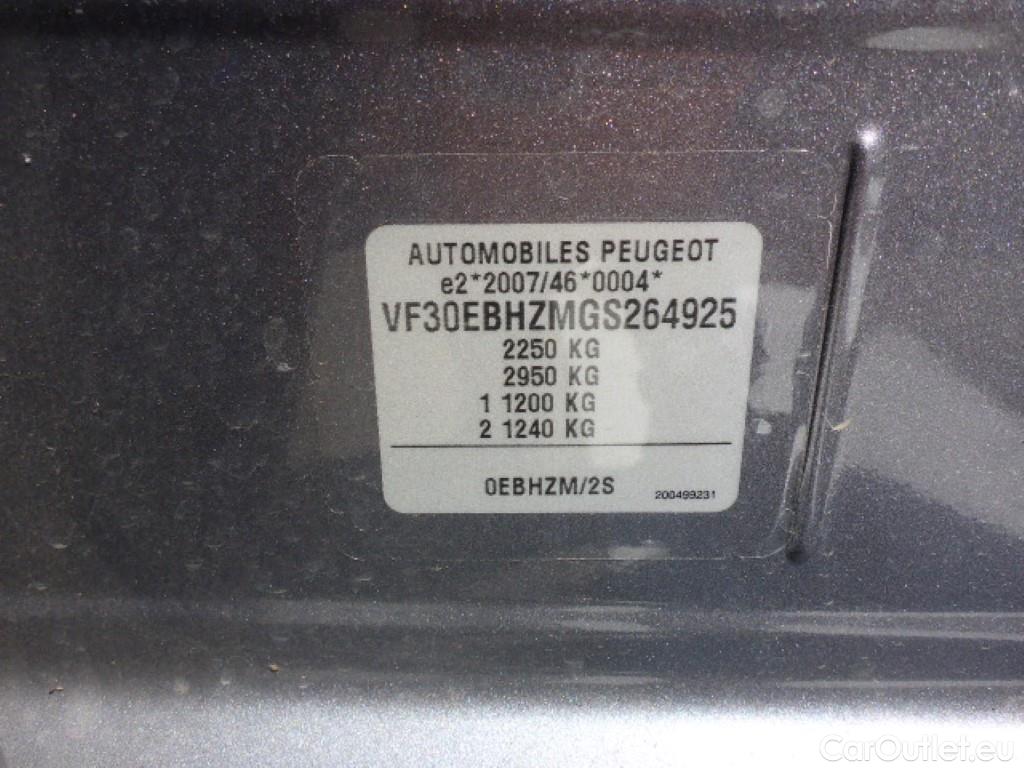 AUTOMOBILES PEUGEOT
e2*2007/46*0004*
VF30EBHZMGS264925
2250 KG
2950 KG
1 1200 KG
2 1240 KG
0EBHZM/2S
200499231
CarOutlet.eu